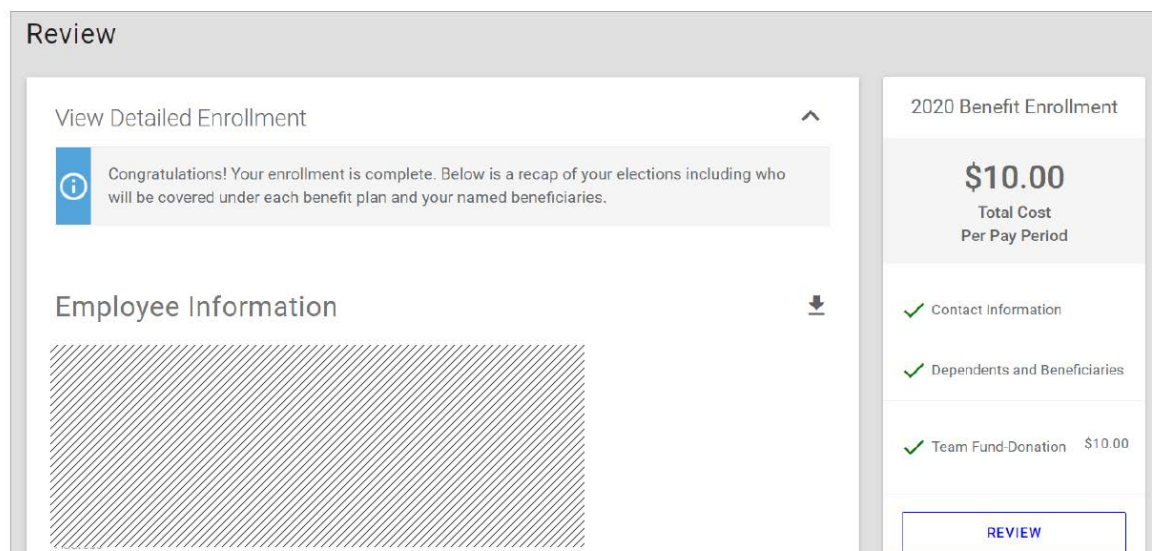 Review
View Detailed Enrollment
Congratulations! Your enrollment is complete. Below is a recap of your elections including who
will be covered under each benefit plan and your named beneficiaries.
Employee Information
2020 Benefit Enrollment
$10.00
Total Cost
Per Pay Period
Contact Information
Dependents and Beneficiaries
Team Fund-Donation $10.00
REVIEW